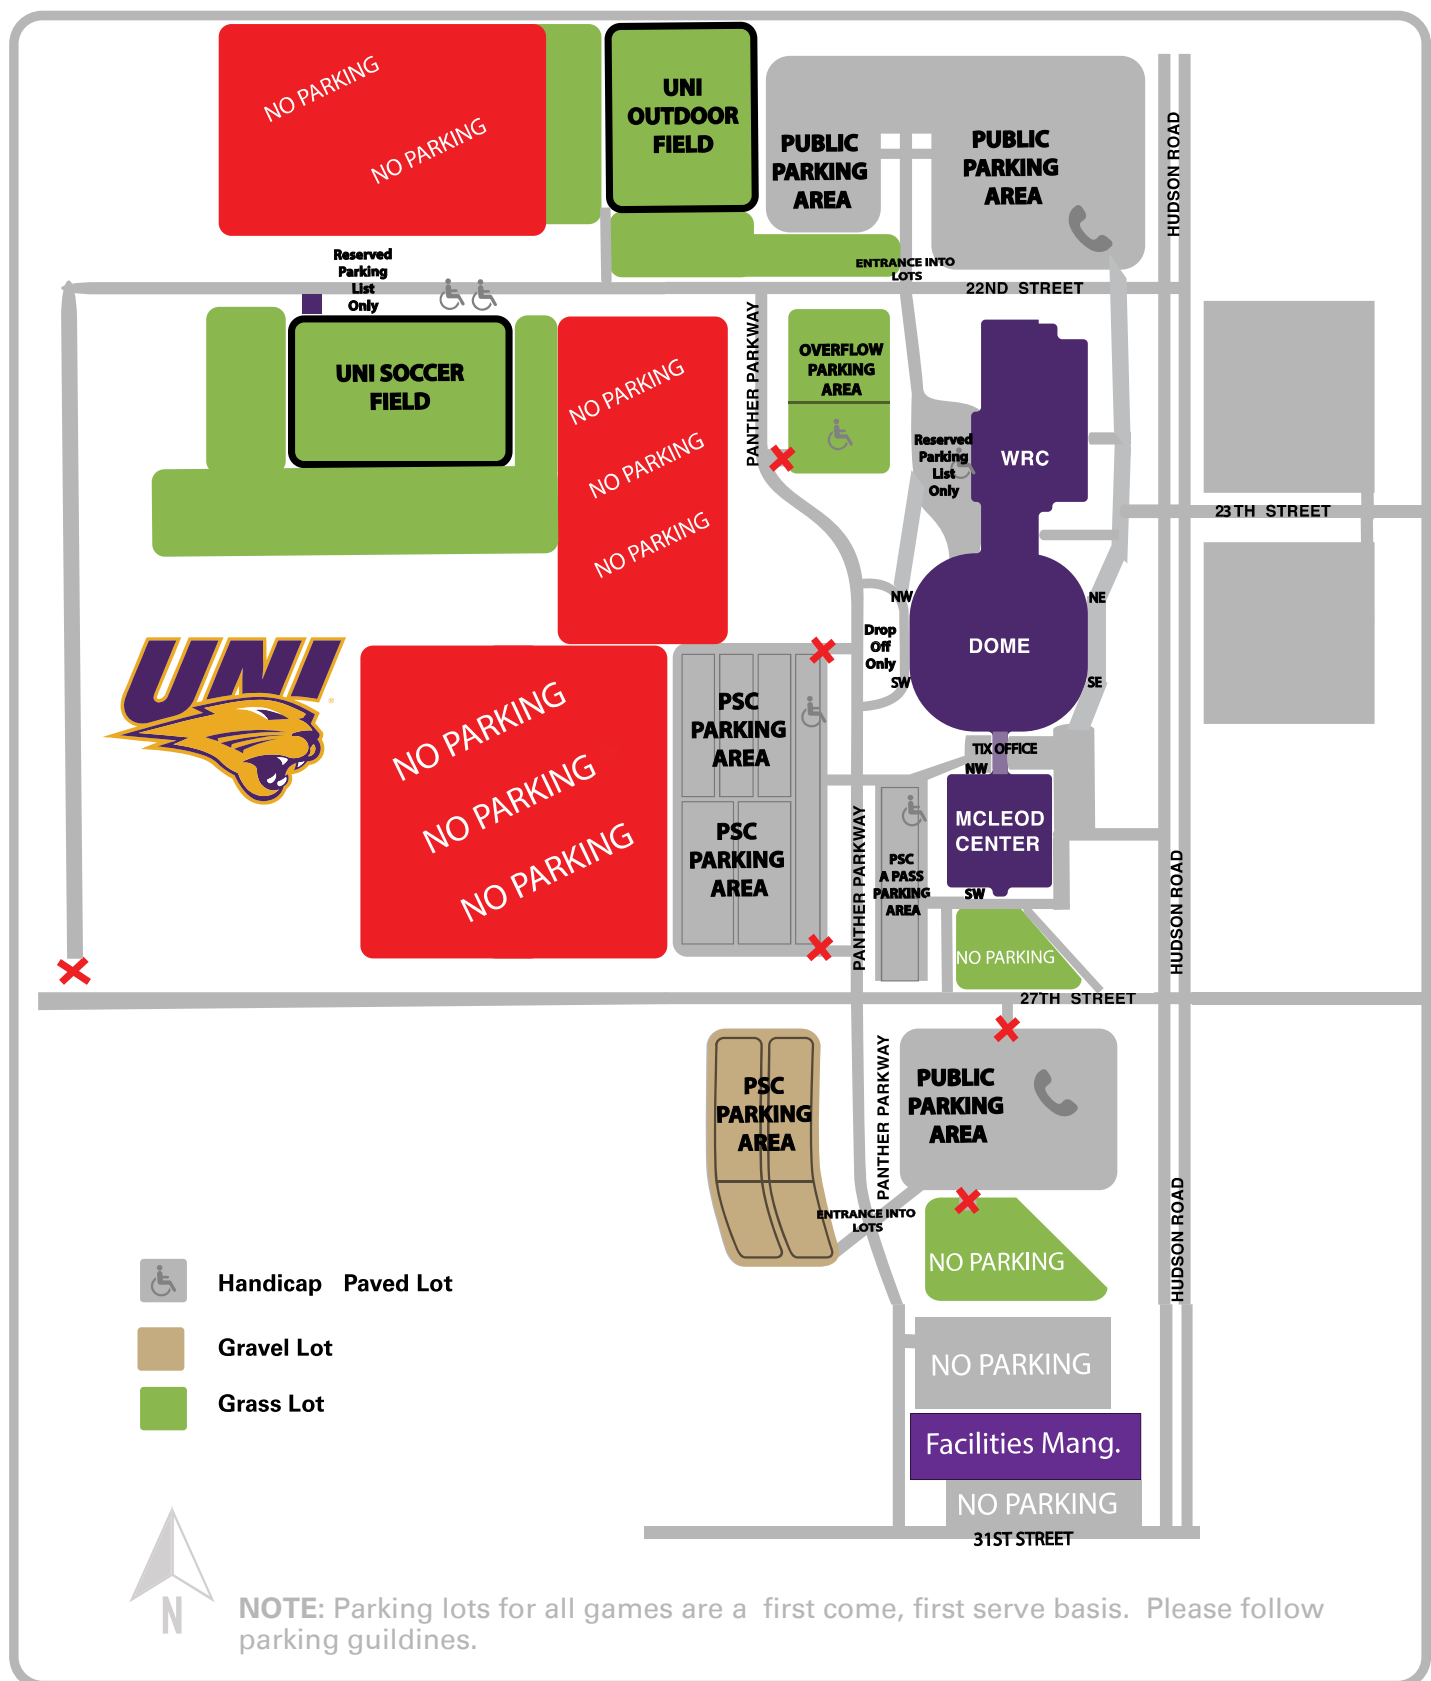 NO PARKING
NO PARKING
UNI
OUTDOOR
FIELD
PUBLIC
PARKING
AREA
PUBLIC
PARKING
AREA
HUDSON ROAD
Reserved
Parking
List
Only
ENTRANCE INTO
LOTS
22ND STREET
UNI SOCCER
FIELD
NO PARKING
NO PARKING
NO PARKING
PANTHER PARKWAY
OVERFLOW
PARKING
AREA
Reserved
Parking
List
Only
WRC
23TH STREET
NW
NE
Drop
Off
Only
DOME
SW
SE
UNI
®
NO PARKING
NO PARKING
NO PARKING
PSC
PARKING
AREA
PSC
PARKING
AREA
TIX OFFICE
NW
MCLEOD
CENTER
SW
PSC
A PASS
PARKING
AREA
PANTHER PARKWAY
HUDSON ROAD
NO PARKING
27TH STREET
PSC
PARKING
AREA
PANTHER PARKWAY
PUBLIC
PARKING
AREA
HUDSON ROAD
ENTRANCE INTO
LOTS
NO PARKING
NO PARKING
Facilities Mang.
NO PARKING
31ST STREET
Handicap Paved Lot
Gravel Lot
Grass Lot
N
NOTE: Parking lots for all games are a first come, first serve basis. Please follow
parking guildines.